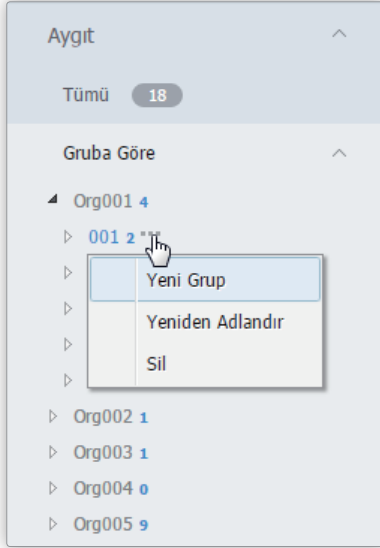 Aygıt
Tümü 18
Gruba Göre
Org001 4
001 2
Yeni Grup
Yeniden Adlandır
Sil
Org002 1
Org003 1
Org004 0
Org005 9